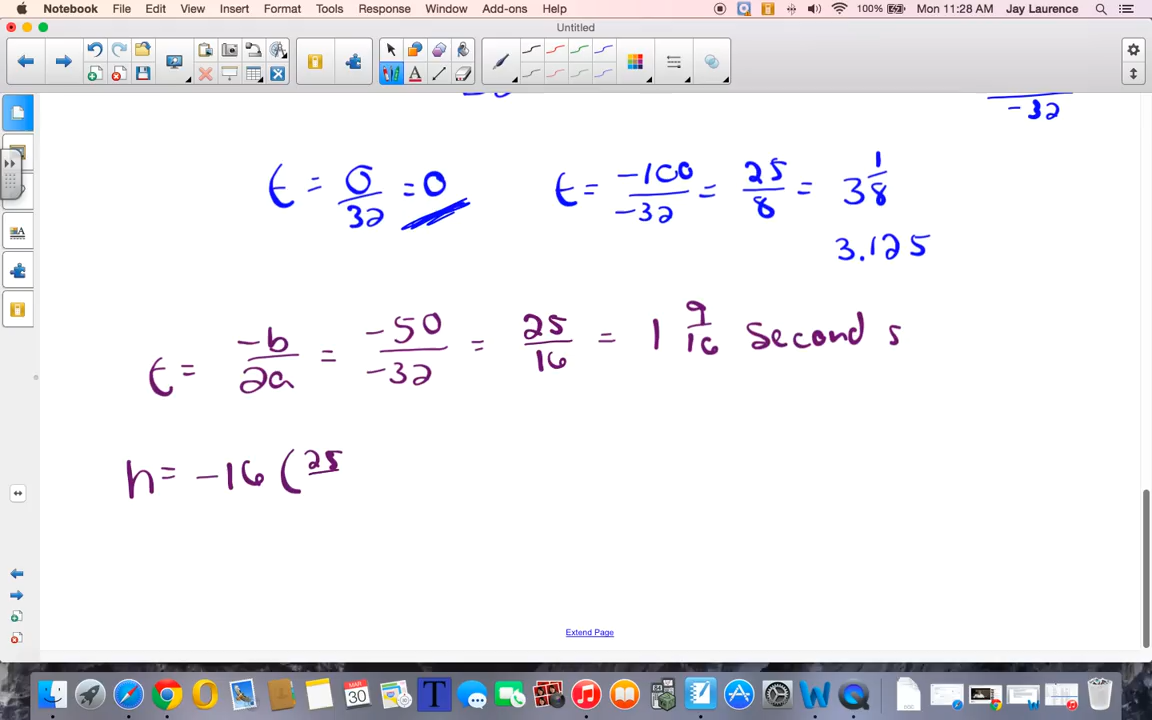 Notebook File Edit View Insert Format Tools Response Window Add-ons Help 100% Mon 11:28 AM Jay Laurence
Untitled
-32
t = 0/32 = 0 t = -100/-32 = 25/8 = 3 1/8
3.125
t = -b/2a = -50/-32 = 25/16 = 1 9/16 seconds
h = -16 (25
Extend Page